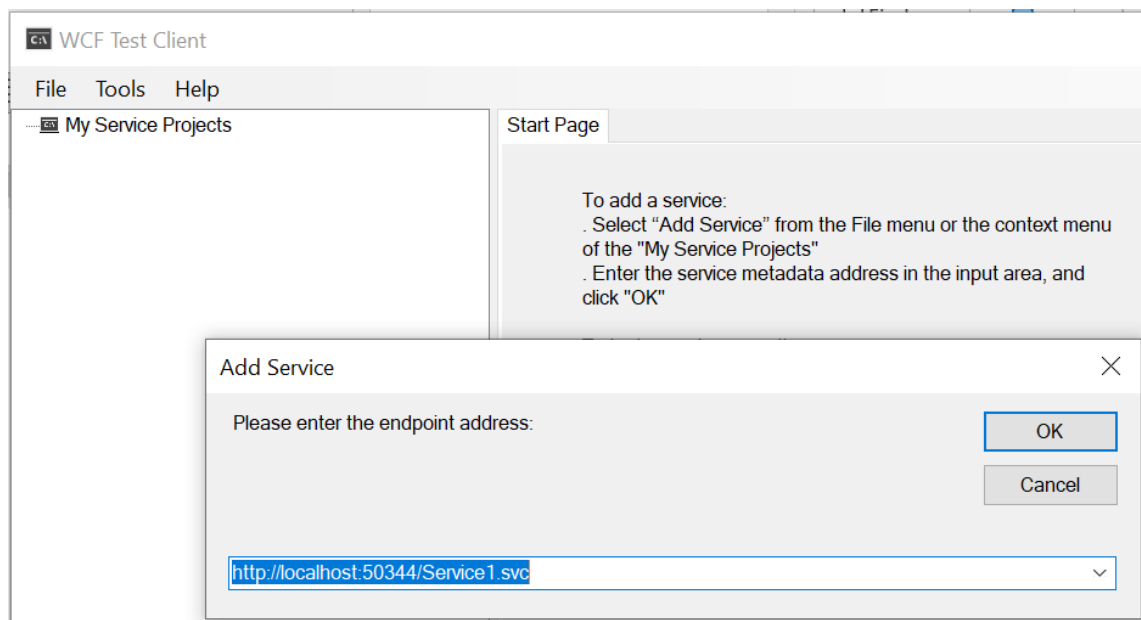 WCF Test Client
File Tools Help
My Service Projects
Start Page
To add a service:
. Select “Add Service” from the File menu or the context menu
of the "My Service Projects"
. Enter the service metadata address in the input area, and
click "OK"
Add Service
Please enter the endpoint address:
OK
Cancel
http://localhost:50344/Service1.svc